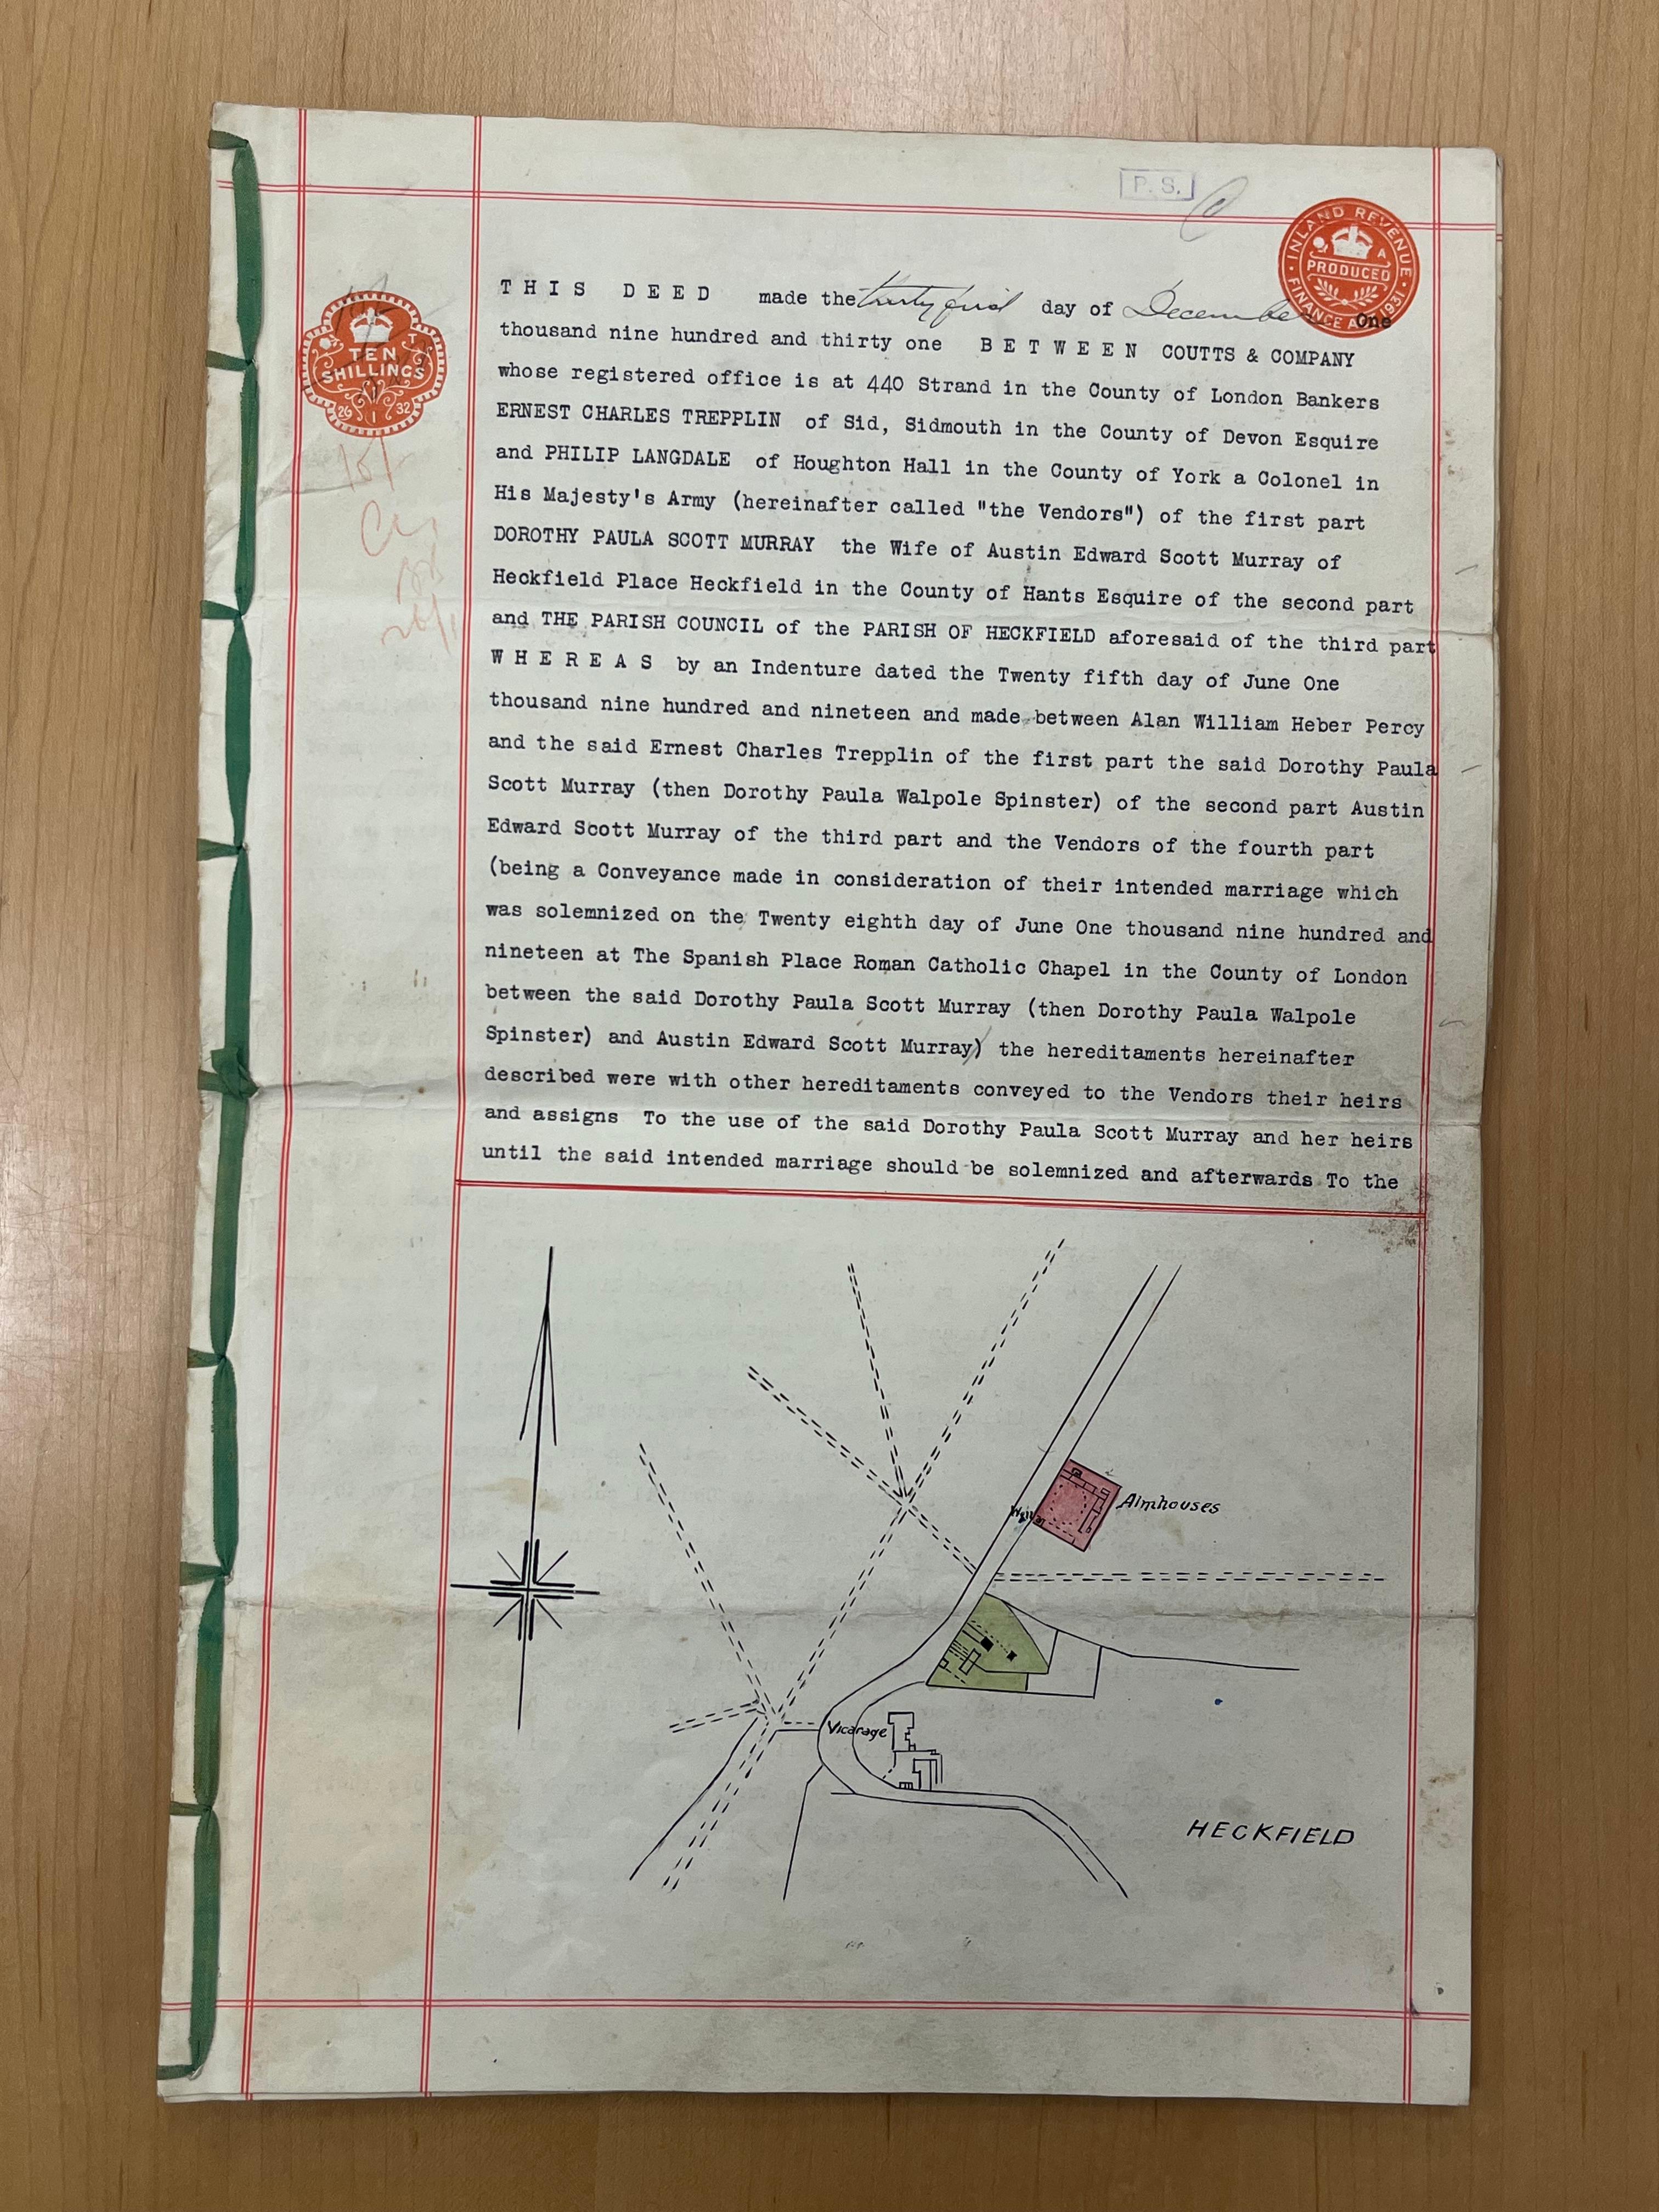 P. S.
INLAND REVENUE
A
PRODUCED
FINANCE ACT 1931
TEN
SHILLINGS
26 1 32
10/-
THIS DEED made the thirty first day of December One
thousand nine hundred and thirty one BETWEEN COUTTS & COMPANY
whose registered office is at 440 Strand in the County of London Bankers
ERNEST CHARLES TREPPLIN of Sid, Sidmouth in the County of Devon Esquire
and PHILIP LANGDALE of Houghton Hall in the County of York a Colonel in
His Majesty's Army (hereinafter called "the Vendors") of the first part
DOROTHY PAULA SCOTT MURRAY the Wife of Austin Edward Scott Murray of
Heckfield Place Heckfield in the County of Hants Esquire of the second part
and THE PARISH COUNCIL of the PARISH OF HECKFIELD aforesaid of the third part
WHEREAS by an Indenture dated the Twenty fifth day of June One
thousand nine hundred and nineteen and made between Alan William Heber Percy
and the said Ernest Charles Trepplin of the first part the said Dorothy Paula
Scott Murray (then Dorothy Paula Walpole Spinster) of the second part Austin
Edward Scott Murray of the third part and the Vendors of the fourth part
(being a Conveyance made in consideration of their intended marriage which
was solemnized on the Twenty eighth day of June One thousand nine hundred and
nineteen at The Spanish Place Roman Catholic Chapel in the County of London
between the said Dorothy Paula Scott Murray (then Dorothy Paula Walpole
Spinster) and Austin Edward Scott Murray) the hereditaments hereinafter
described were with other hereditaments conveyed to the Vendors their heirs
and assigns To the use of the said Dorothy Paula Scott Murray and her heirs
until the said intended marriage should be solemnized and afterwards To the
Almhouses
Well
Vicarage
HECKFIELD